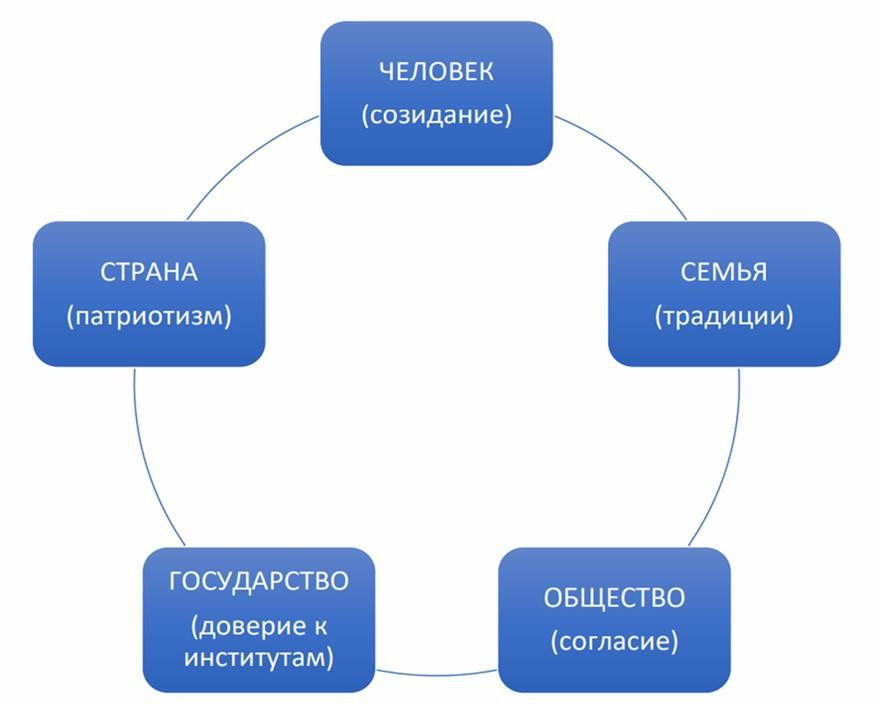 ЧЕЛОВЕК
(созидание)
СЕМЬЯ
(традиции)
ОБЩЕСТВО
(согласие)
ГОСУДАРСТВО
(доверие к
институтам)
СТРАНА
(патриотизм)